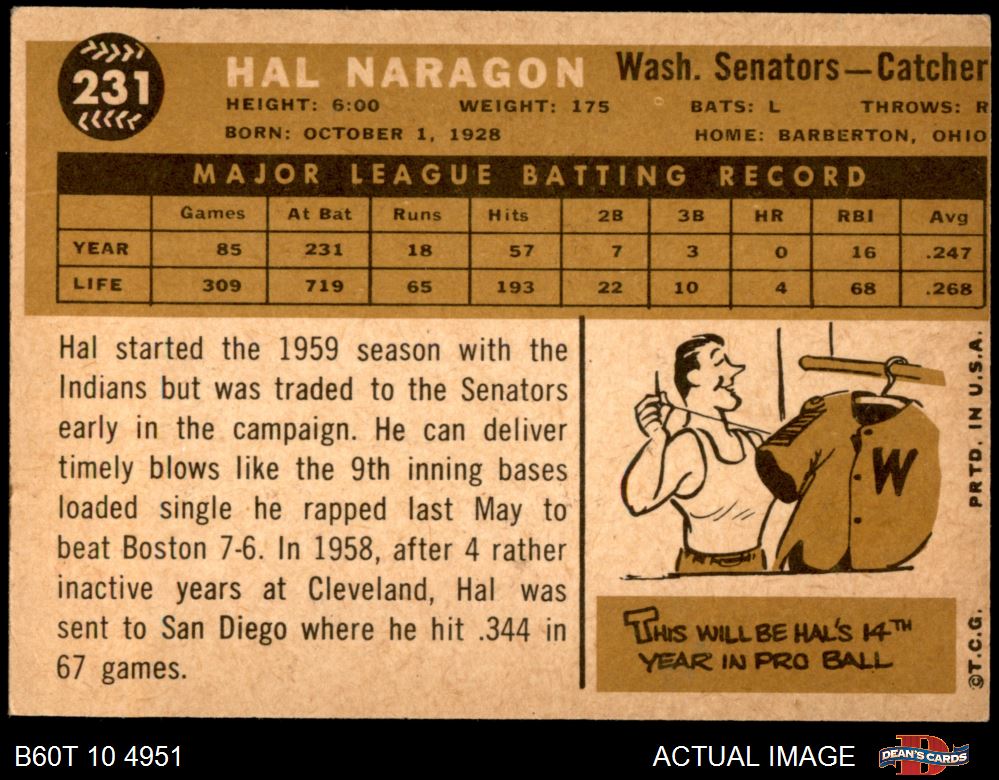 231
HAL NARAGON Wash. Senators—Catcher
HEIGHT: 6:00 WEIGHT: 175 BATS: L THROWS: R
BORN: OCTOBER 1, 1928 HOME: BARBERTON, OHIO
MAJOR LEAGUE BATTING RECORD
Games At Bat Runs Hits 2B 3B HR RBI Avg
YEAR 85 231 18 57 7 3 0 16 .247
LIFE 309 719 65 193 22 10 4 68 .268
Hal started the 1959 season with the
Indians but was traded to the Senators
early in the campaign. He can deliver
timely blows like the 9th inning bases
loaded single he rapped last May to
beat Boston 7-6. In 1958, after 4 rather
inactive years at Cleveland, Hal was
sent to San Diego where he hit .344 in
67 games.
W
THIS WILL BE HAL'S 14TH
YEAR IN PRO BALL
©T.C.G. PRTD. IN U.S.A.
B60T 10 4951 ACTUAL IMAGE DEAN'S CARDS